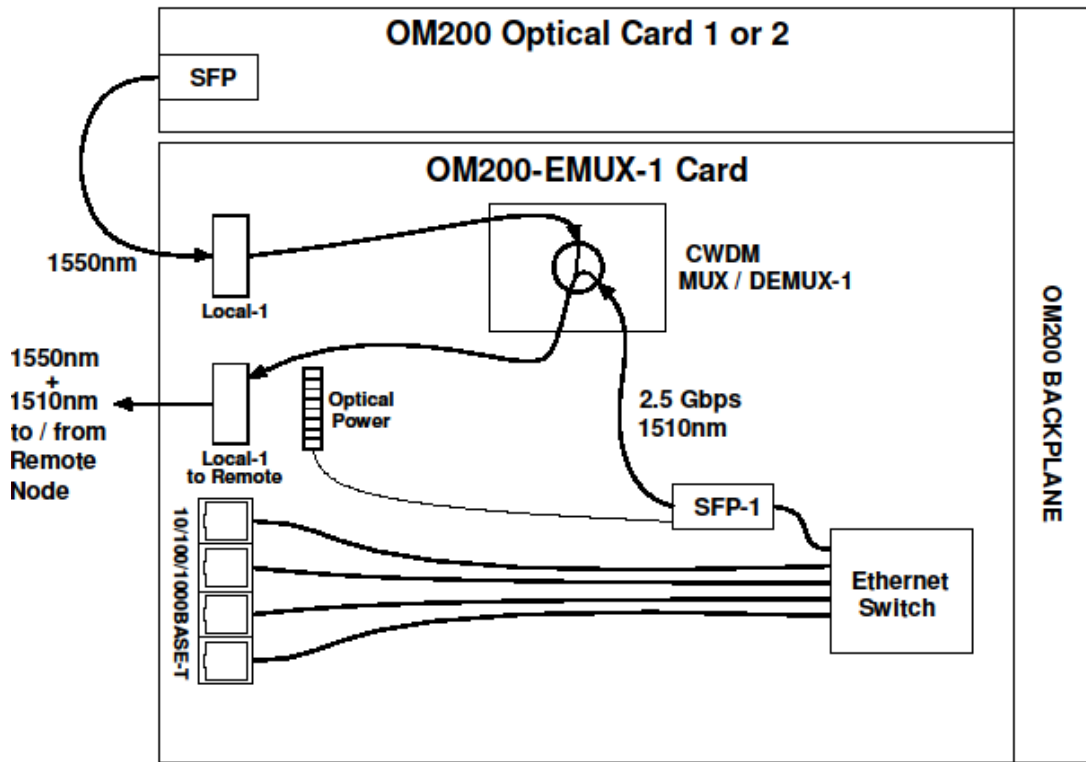 OM200 Optical Card 1 or 2
SFP
OM200-EMUX-1 Card
1550nm
Local-1
CWDM
MUX / DEMUX-1
1550nm
+
1510nm
to / from
Remote
Node
Local-1
to Remote
Optical
Power
2.5 Gbps
1510nm
SFP-1
10/100/1000BASE-T
Ethernet
Switch
OM200 BACKPLANE